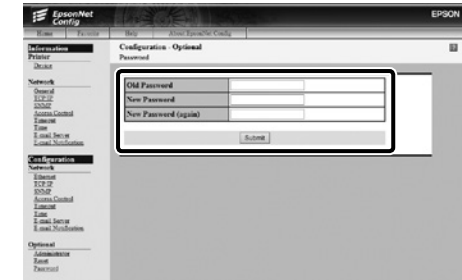 EpsonNet
Config
EPSON
Home Favorite Help About EpsonNet Config
Information
Printer
Device
Network
General
TCP/IP
SNMP
Access Control
Timeout
Time
E-mail Server
E-mail Notification
Configuration
Network
Ethernet
TCP/IP
SNMP
Access Control
Timeout
Time
E-mail Server
E-mail Notification
Optional
Administrator
Reset
Password
Configuration - Optional
Password
Old Password
New Password
New Password (again)
Submit